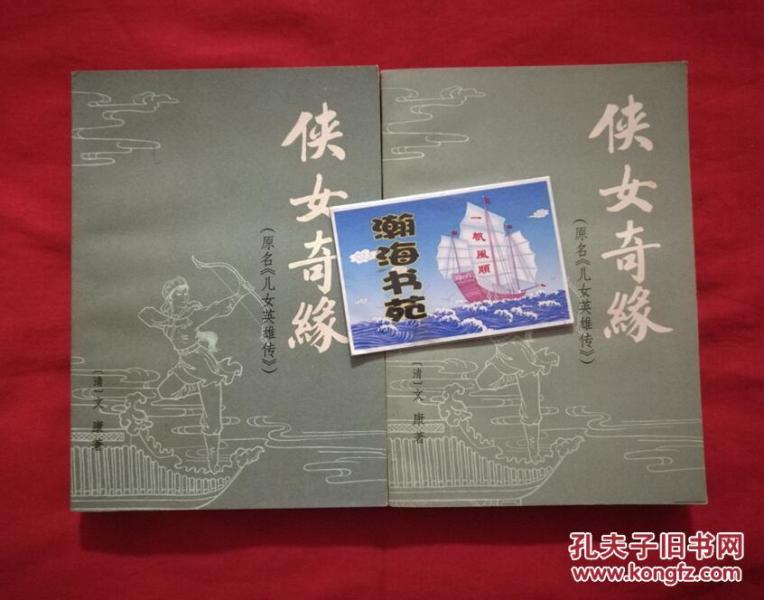 侠女奇緣
(原名《儿女英雄传》)
〔清〕文康著
侠女奇緣
(原名《儿女英雄传》)
〔清〕文康著
瀚海书苑
一帆風順
孔夫子旧书网
www.kongfz.com